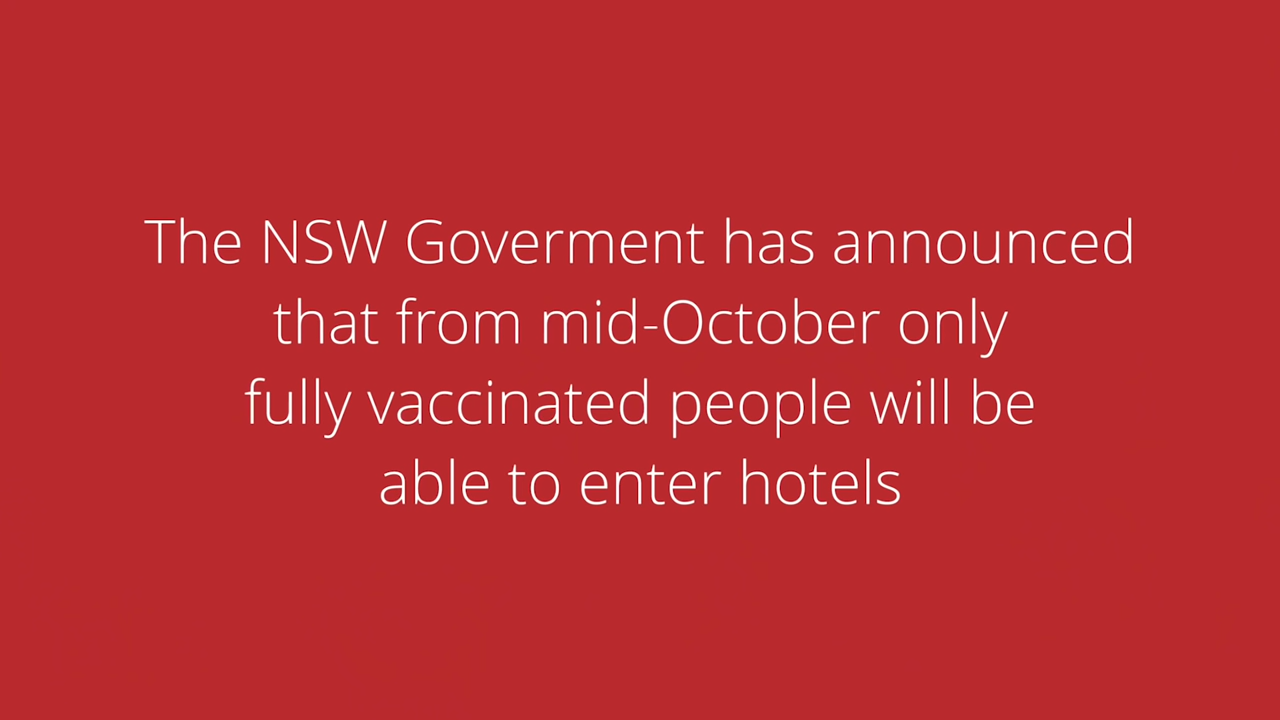 The NSW Goverment has announced
that from mid-October only
fully vaccinated people will be
able to enter hotels